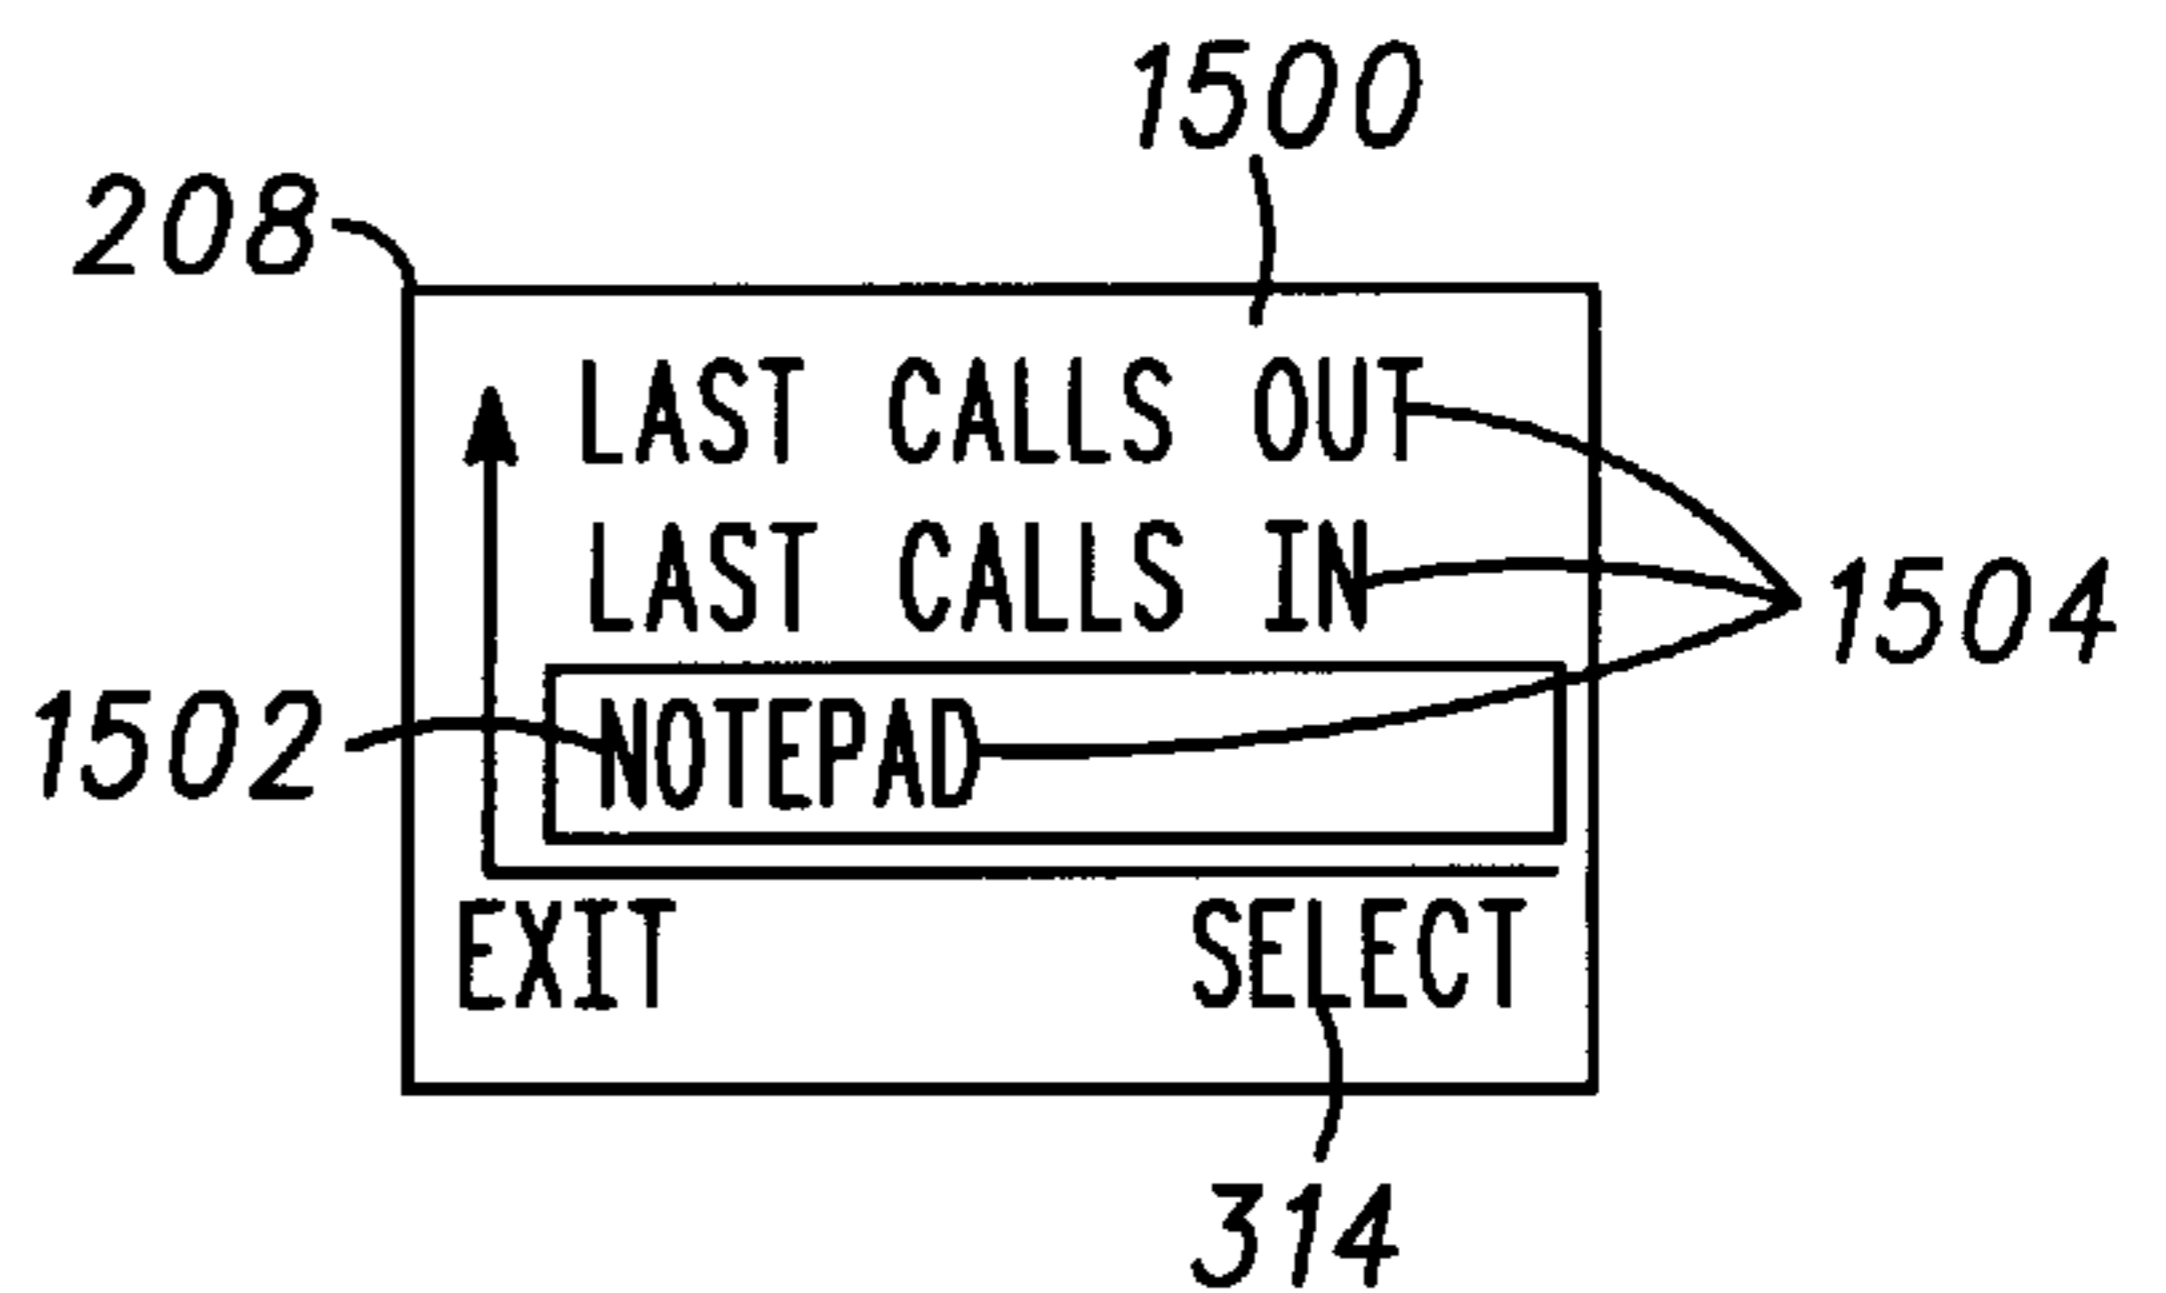 1500
208
LAST CALLS OUT
LAST CALLS IN
1504
1502
NOTEPAD
EXIT SELECT
314